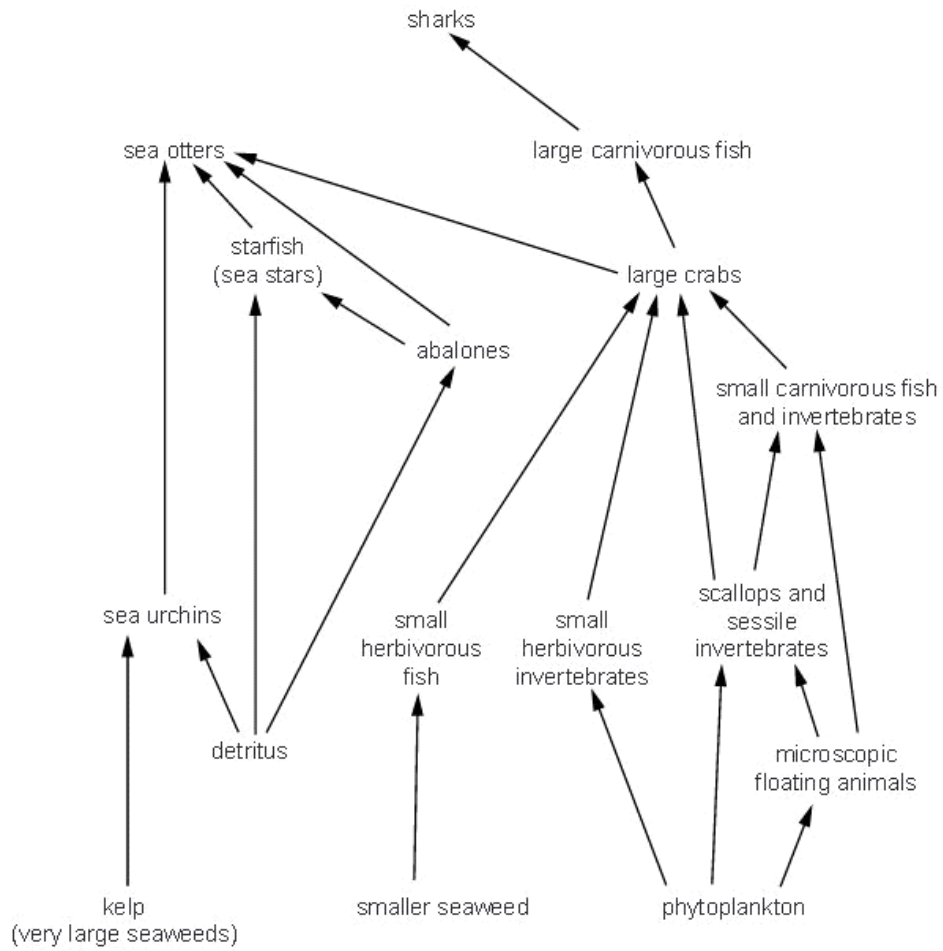 sharks
sea otters
large carnivorous fish
starfish
(sea stars)
large crabs
abalones
small carnivorous fish
and invertebrates
sea urchins
small
herbivorous
fish
small
herbivorous
invertebrates
scallops and
sessile
invertebrates
detritus
microscopic
floating animals
kelp
(very large seaweeds)
smaller seaweed
phytoplankton